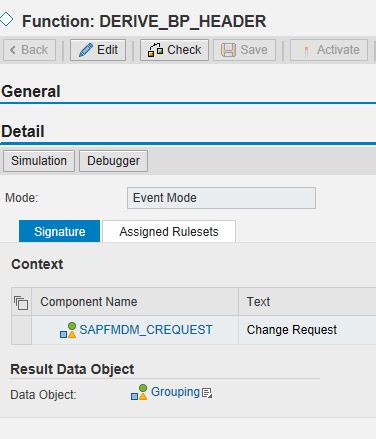 Function: DERIVE_BP_HEADER
Back Edit Check Save Activate
General
Detail
Simulation Debugger
Mode: Event Mode
Signature Assigned Rulesets
Context
Component Name Text
SAPFMDM_CREQUEST Change Request
Result Data Object
Data Object: Grouping